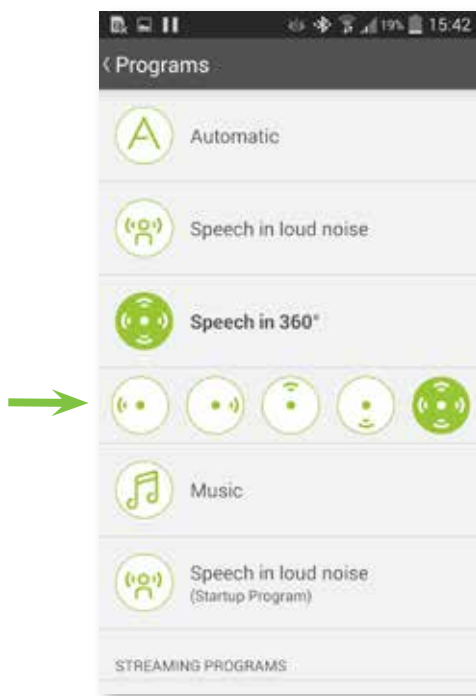 19% 15:42
Programs
A
Automatic
Speech in loud noise
Speech in 360°
Music
Speech in loud noise
(Startup Program)
STREAMING PROGRAMS